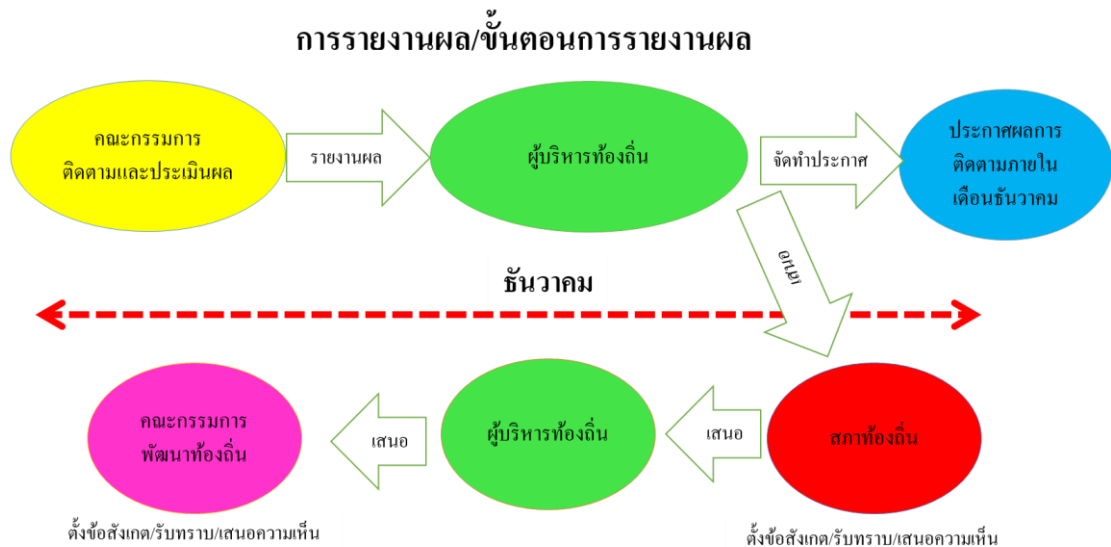 การรายงานผล/ขั้นตอนการรายงานผล
คณะกรรมการ
ติดตามและประเมินผล
รายงานผล
ผู้บริหารท้องถิ่น
จัดทำประกาศ
ประกาศผลการ
ติดตามภายใน
เดือนธันวาคม
เสนอ
ธันวาคม
คณะกรรมการ
พัฒนาท้องถิ่น
เสนอ
ผู้บริหารท้องถิ่น
เสนอ
สภาท้องถิ่น
ตั้งข้อสังเกต/รับทราบ/เสนอความเห็น
ตั้งข้อสังเกต/รับทราบ/เสนอความเห็น